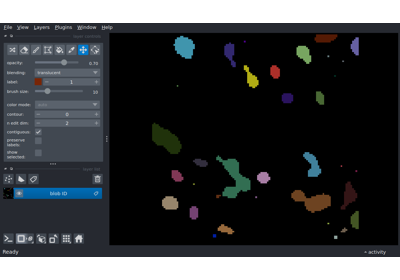 File View Layers Plugins Window Help
opacity: 0.70
blending: translucent
label: 1
brush size: 10
color mode:
contour: 0
n edit dim: 2
contiguous:
preserve labels:
show selected:
blob ID
Ready
activity